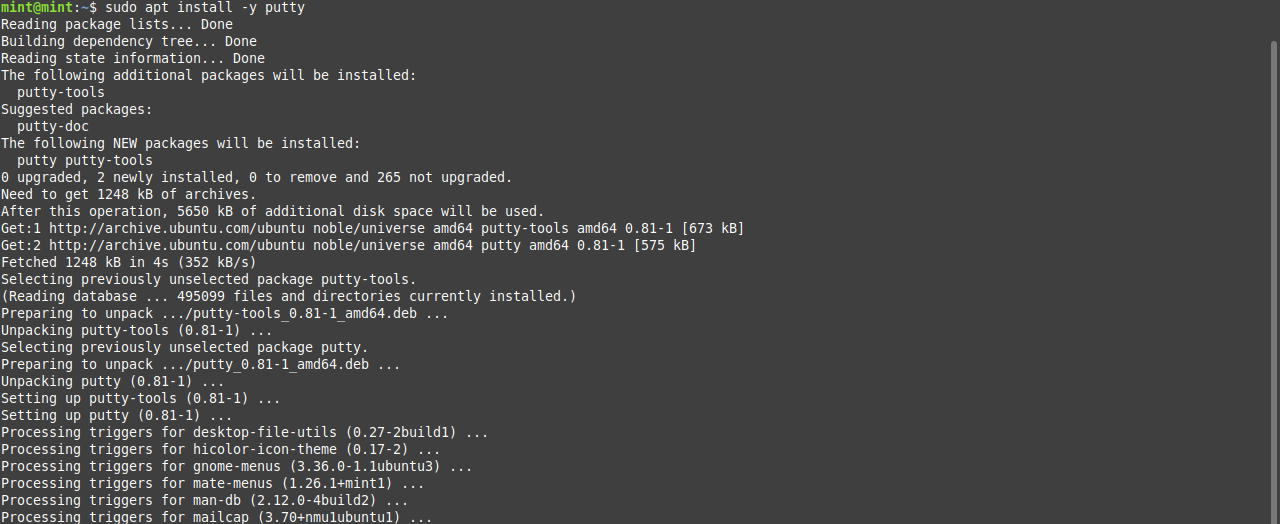 mint@mint:~$ sudo apt install -y putty
Reading package lists... Done
Building dependency tree... Done
Reading state information... Done
The following additional packages will be installed:
  putty-tools
Suggested packages:
  putty-doc
The following NEW packages will be installed:
  putty putty-tools
0 upgraded, 2 newly installed, 0 to remove and 265 not upgraded.
Need to get 1248 kB of archives.
After this operation, 5650 kB of additional disk space will be used.
Get:1 http://archive.ubuntu.com/ubuntu noble/universe amd64 putty-tools amd64 0.81-1 [673 kB]
Get:2 http://archive.ubuntu.com/ubuntu noble/universe amd64 putty amd64 0.81-1 [575 kB]
Fetched 1248 kB in 4s (352 kB/s)
Selecting previously unselected package putty-tools.
(Reading database ... 495099 files and directories currently installed.)
Preparing to unpack .../putty-tools_0.81-1_amd64.deb ...
Unpacking putty-tools (0.81-1) ...
Selecting previously unselected package putty.
Preparing to unpack .../putty_0.81-1_amd64.deb ...
Unpacking putty (0.81-1) ...
Setting up putty-tools (0.81-1) ...
Setting up putty (0.81-1) ...
Processing triggers for desktop-file-utils (0.27-2build1) ...
Processing triggers for hicolor-icon-theme (0.17-2) ...
Processing triggers for gnome-menus (3.36.0-1.1ubuntu3) ...
Processing triggers for mate-menus (1.26.1+mint1) ...
Processing triggers for man-db (2.12.0-4build2) ...
Processing triggers for mailcap (3.70+nmu1ubuntu1) ...